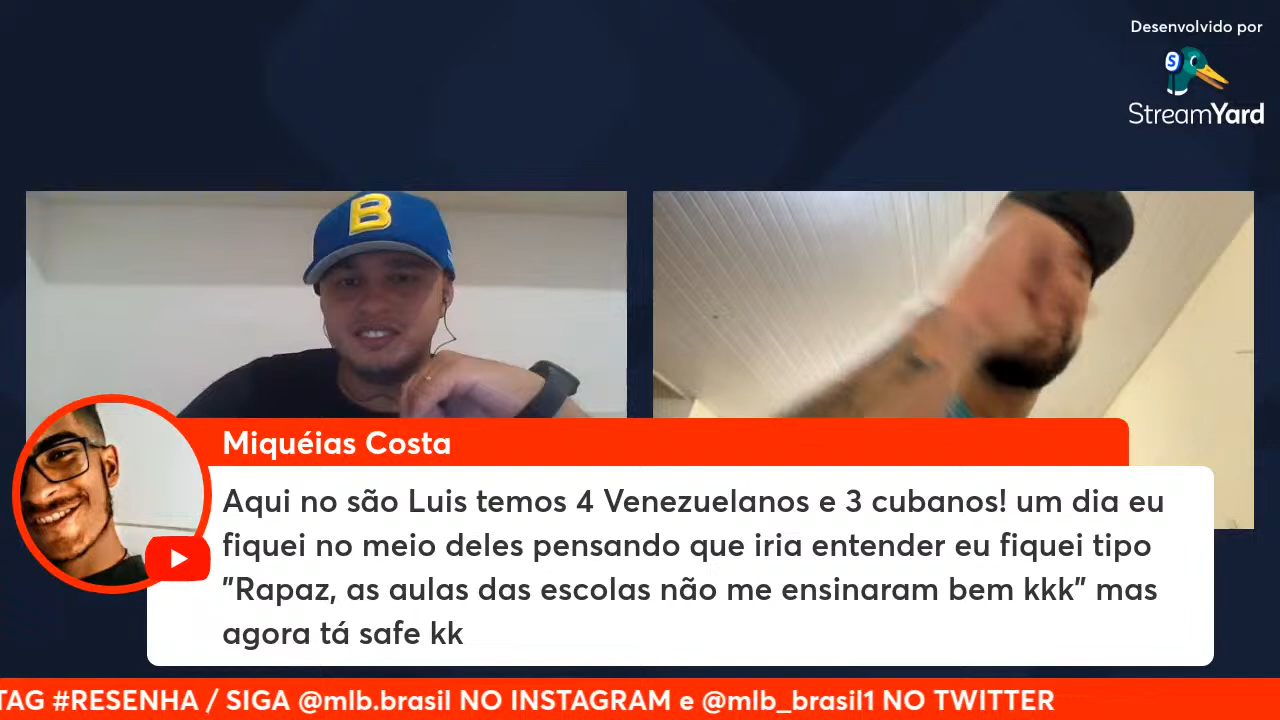 Desenvolvido por
StreamYard
B
Miquéias Costa
Aqui no são Luis temos 4 Venezuelanos e 3 cubanos! um dia eu
fiquei no meio deles pensando que iria entender eu fiquei tipo
"Rapaz, as aulas das escolas não me ensinaram bem kkk" mas
agora tá safe kk
TAG #RESENHA / SIGA @mlb.brasil NO INSTAGRAM e @mlb_brasil1 NO TWITTER